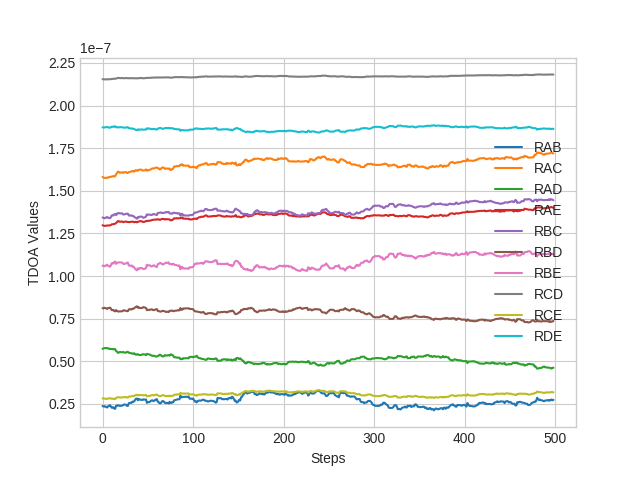 1e−7
2.25
2.00
1.75
1.50
1.25
1.00
0.75
0.50
0.25
TDOA Values
0 100 200 300 400 500
Steps
RAB
RAC
RAD
RAE
RBC
RBD
RBE
RCD
RCE
RDE